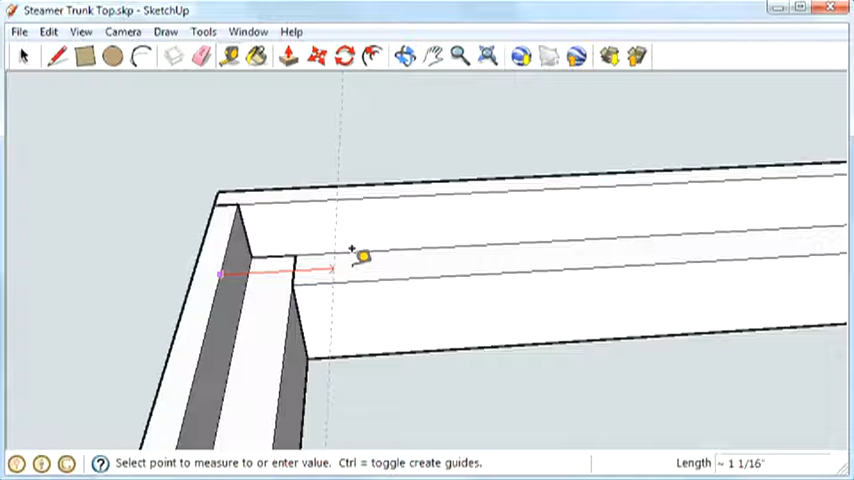 Steamer Trunk Top.skp - SketchUp
File Edit View Camera Draw Tools Window Help
Select point to measure to or enter value. Ctrl = toggle create guides. Length ~ 1 1/16"